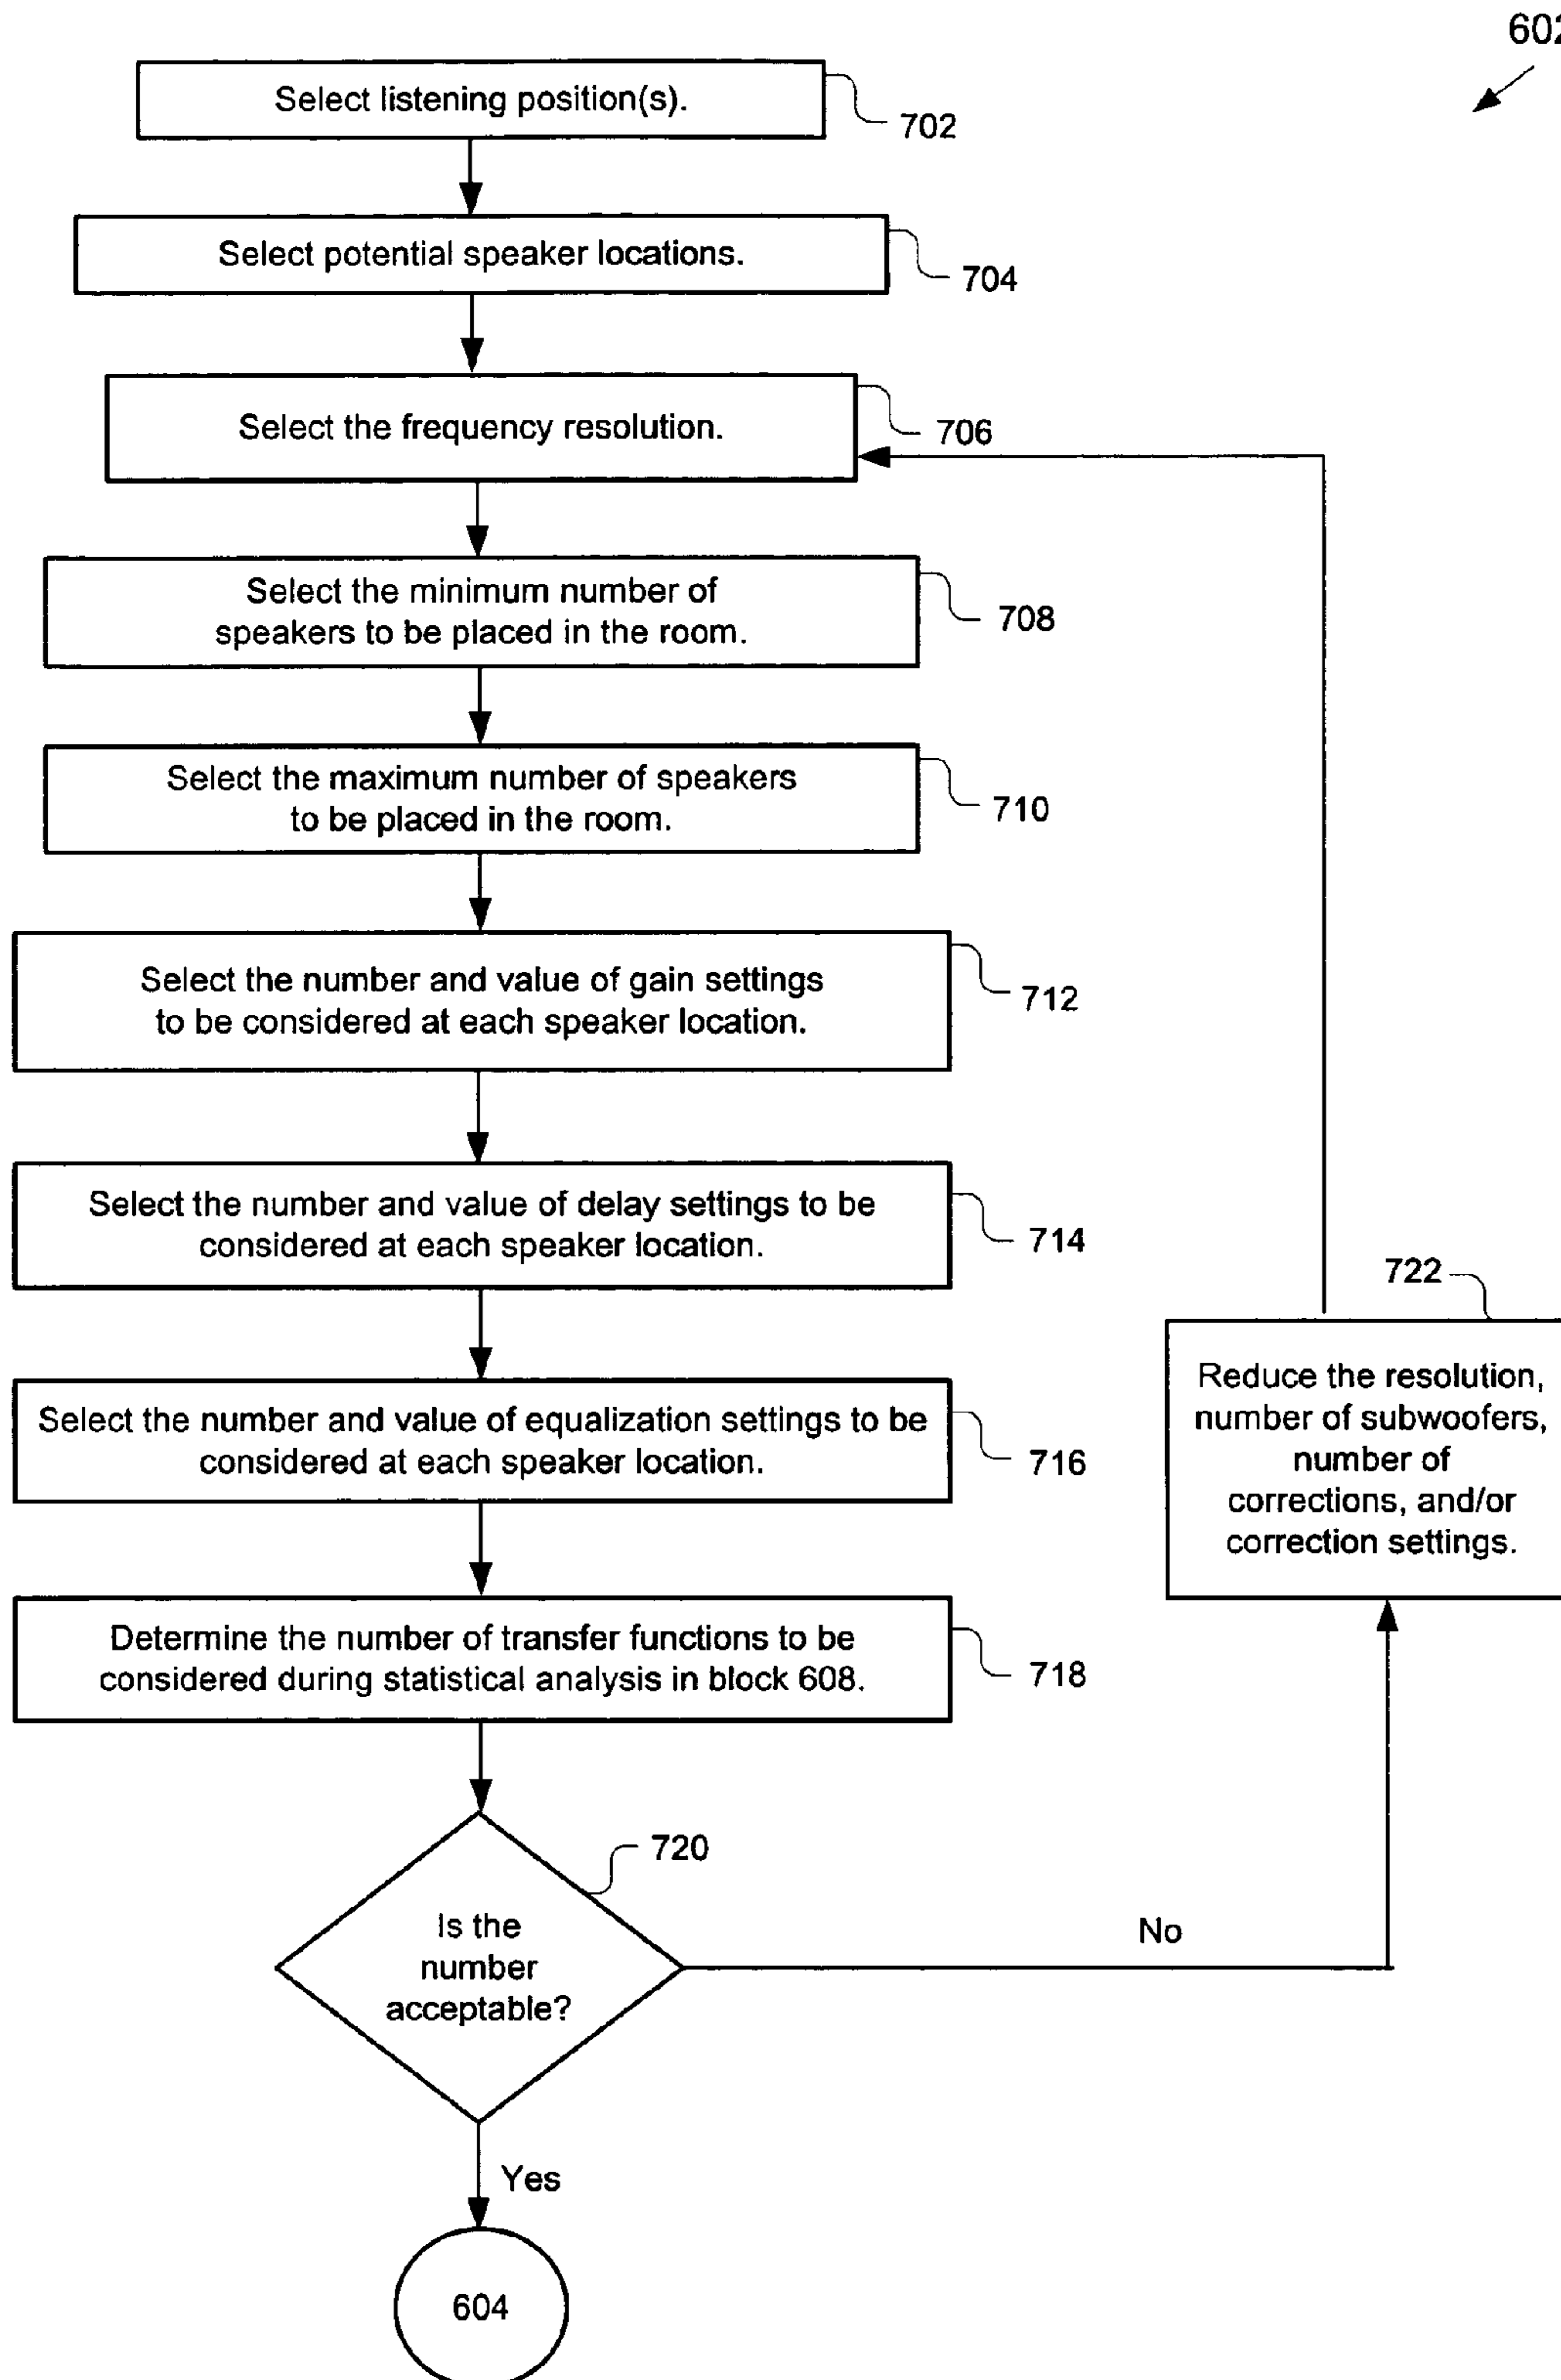 602
Select listening position(s).
702
Select potential speaker locations.
704
Select the frequency resolution.
706
Select the minimum number of
speakers to be placed in the room.
708
Select the maximum number of speakers
to be placed in the room.
710
Select the number and value of gain settings
to be considered at each speaker location.
712
Select the number and value of delay settings to be
considered at each speaker location.
714
Select the number and value of equalization settings to be
considered at each speaker location.
716
722
Reduce the resolution,
number of subwoofers,
number of
corrections, and/or
correction settings.
Determine the number of transfer functions to be
considered during statistical analysis in block 608.
718
720
Is the
number
acceptable?
No
Yes
604